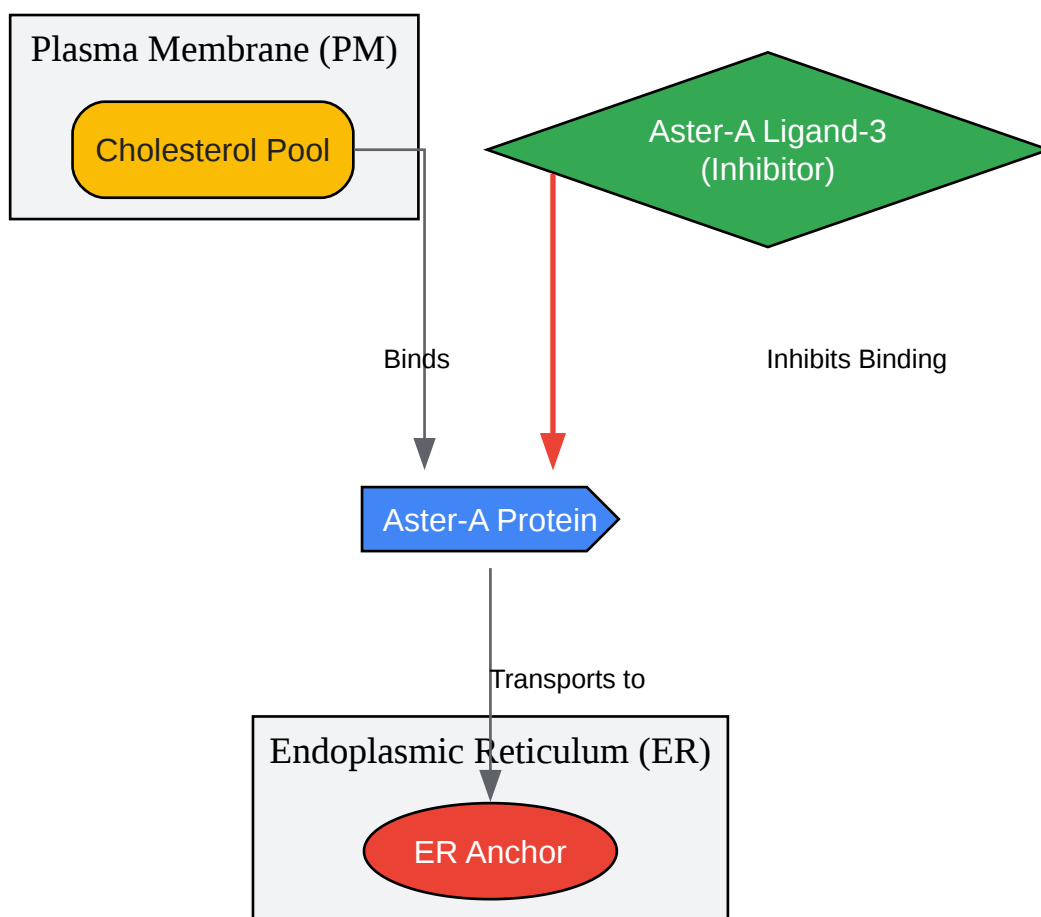 Plasma Membrane (PM)
Cholesterol Pool
Aster-A Ligand-3
(Inhibitor)
Binds
Inhibits Binding
Aster-A Protein
Transports to
Endoplasmic Reticulum (ER)
ER Anchor